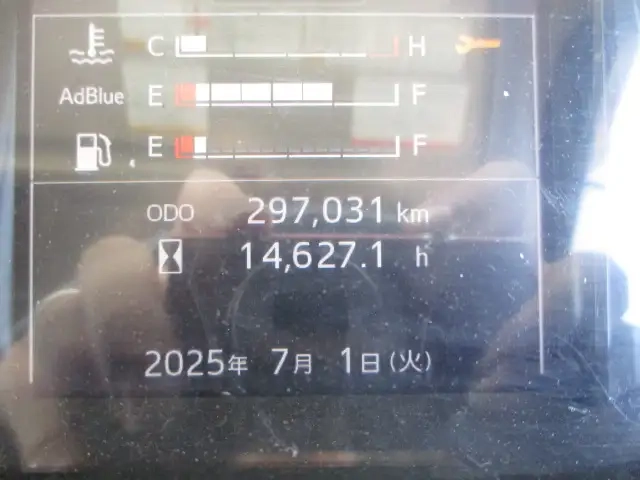 C H
AdBlue E F
E F
ODO 297,031 km
14,627.1 h
2025年 7月 1日(火)